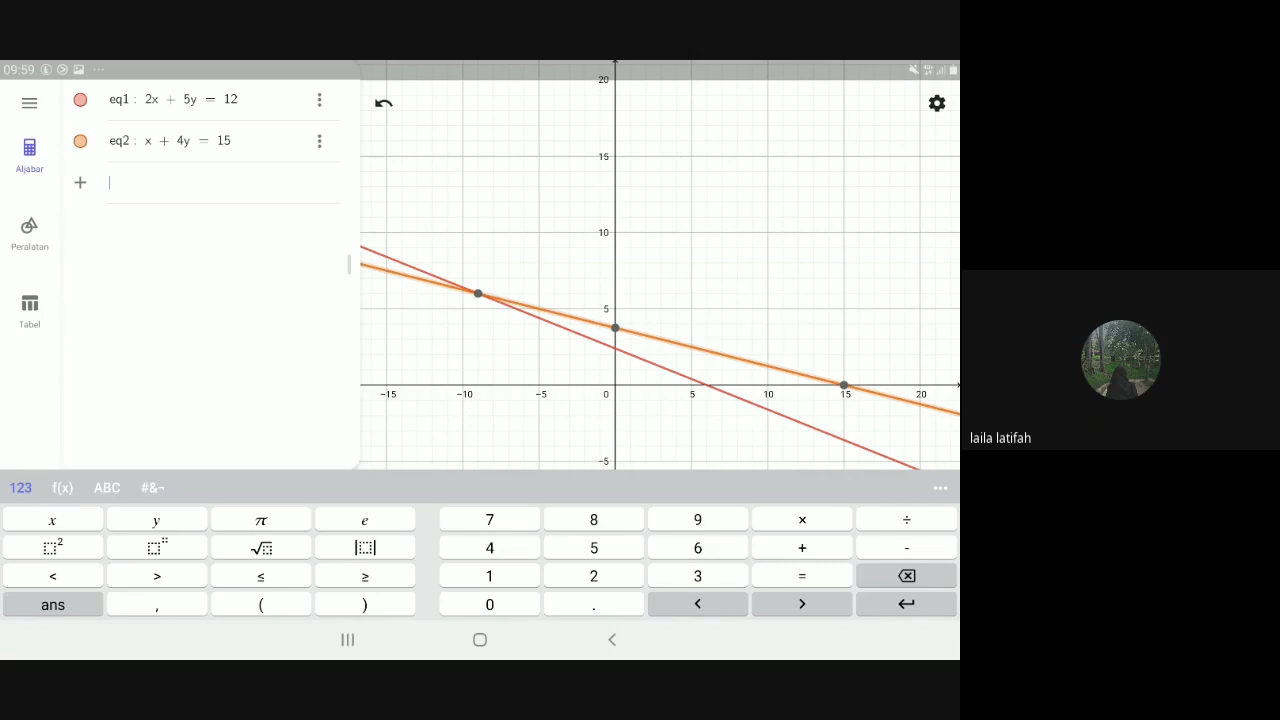 09:59
eq1 : 2x + 5y = 12
eq2 : x + 4y = 15
+
Aljabar
Peralatan
Tabel
20
15
10
5
−15 −10 −5 0 5 10 15 20
−5
laila latifah
123 f(x) ABC #&¬
x y π e 7 8 9 × ÷
4 5 6 + -
< > ≤ ≥ 1 2 3 =
ans , ( ) 0 . < >